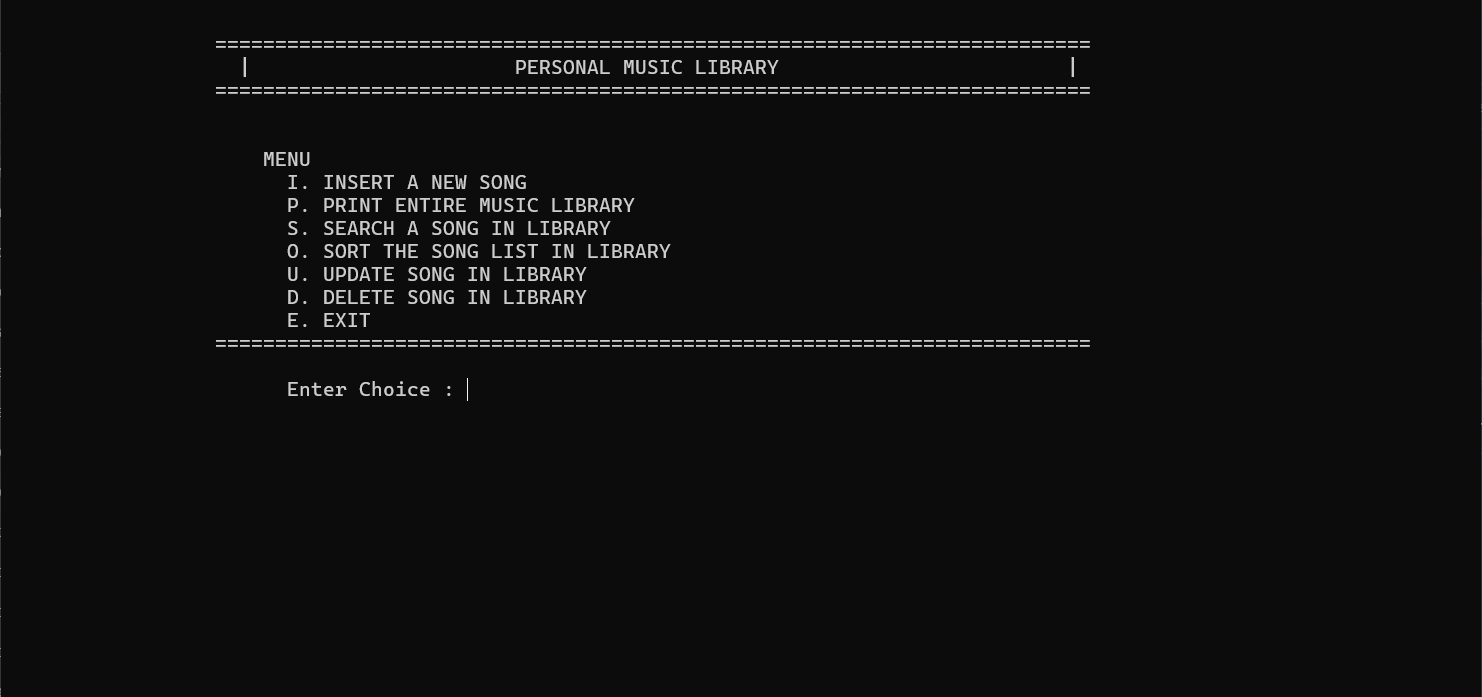 =========================================================================
| PERSONAL MUSIC LIBRARY |
=========================================================================
MENU
I. INSERT A NEW SONG
P. PRINT ENTIRE MUSIC LIBRARY
S. SEARCH A SONG IN LIBRARY
O. SORT THE SONG LIST IN LIBRARY
U. UPDATE SONG IN LIBRARY
D. DELETE SONG IN LIBRARY
E. EXIT
=========================================================================
Enter Choice :